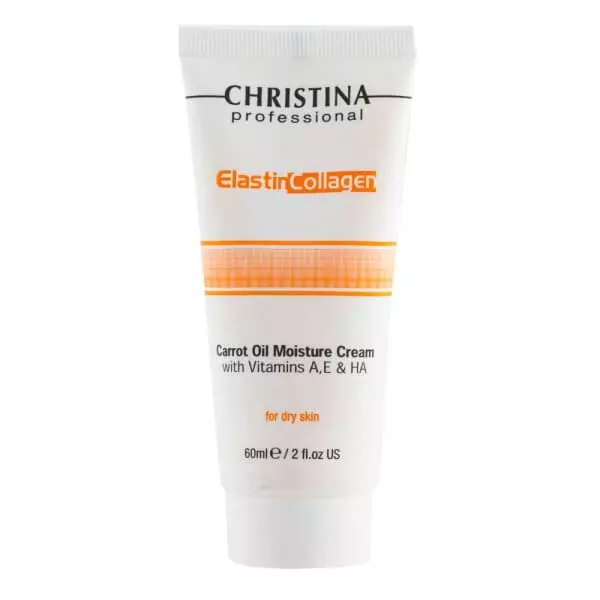 CHRISTINA
professional
ElastinCollagen
Carrot Oil Moisture Cream
with Vitamins A,E & HA
for dry skin
60ml ℮ / 2 fl.oz US